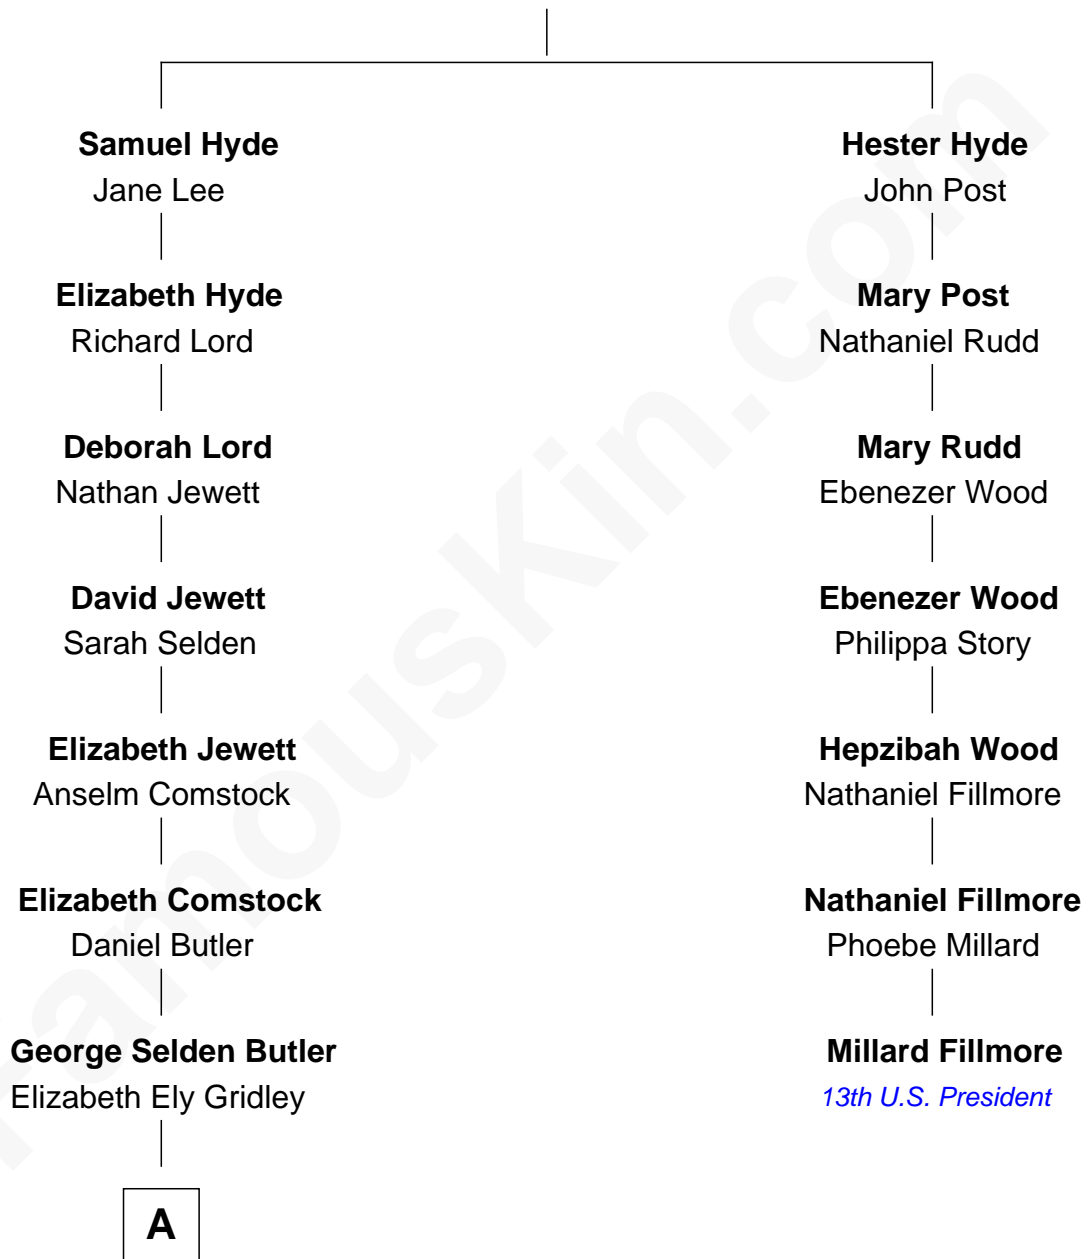 Samuel Hyde
Jane Lee
Hester Hyde
John Post
Elizabeth Hyde
Richard Lord
Mary Post
Nathaniel Rudd
Deborah Lord
Nathan Jewett
Mary Rudd
Ebenezer Wood
David Jewett
Sarah Selden
Ebenezer Wood
Philippa Story
Elizabeth Jewett
Anselm Comstock
Hepzibah Wood
Nathaniel Fillmore
Elizabeth Comstock
Daniel Butler
Nathaniel Fillmore
Phoebe Millard
George Selden Butler
Elizabeth Ely Gridley
Millard Fillmore
13th U.S. President
A
FamousKin.com